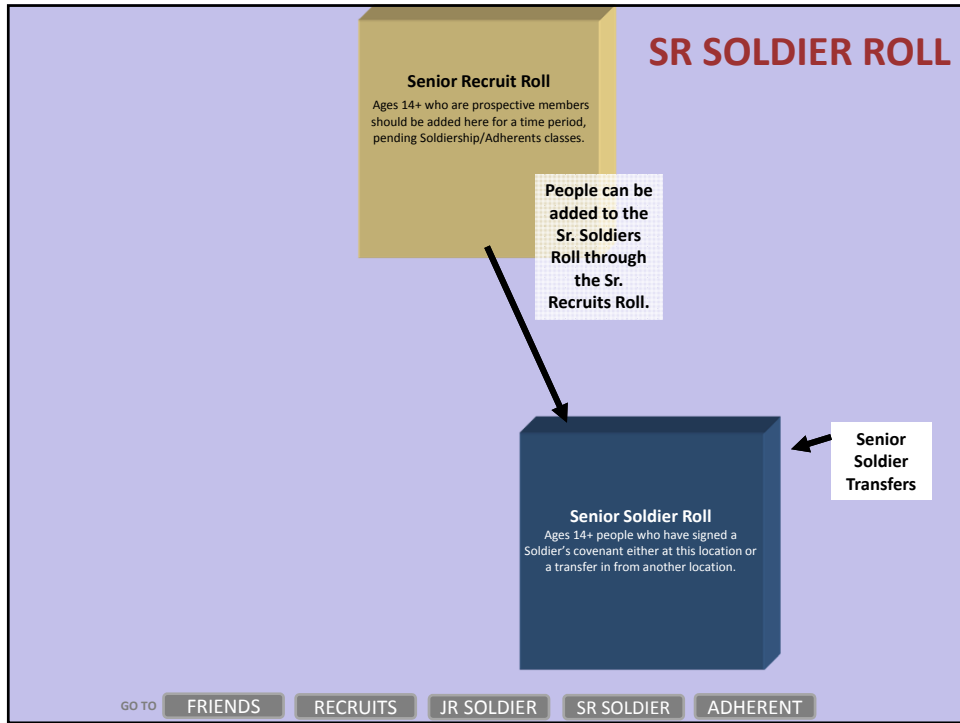 SR SOLDIER ROLL
Senior Recruit Roll
Ages 14+ who are prospective members
should be added here for a time period,
pending Soldiership/Adherents classes.
People can be
added to the
Sr. Soldiers
Roll through
the Sr.
Recruits Roll.
Senior
Soldier
Transfers
Senior Soldier Roll
Ages 14+ people who have signed a
Soldier’s covenant either at this location or
a transfer in from another location.
GO TO FRIENDS RECRUITS JR SOLDIER SR SOLDIER ADHERENT